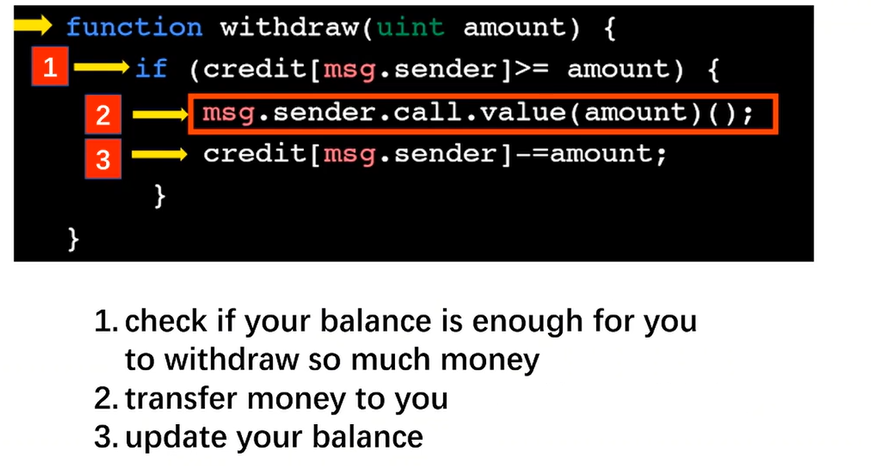 function withdraw(uint amount) {
1 if (credit[msg.sender]>= amount) {
2 msg.sender.call.value(amount)();
3 credit[msg.sender]-=amount;
}
}
1. check if your balance is enough for you
to withdraw so much money
2. transfer money to you
3. update your balance